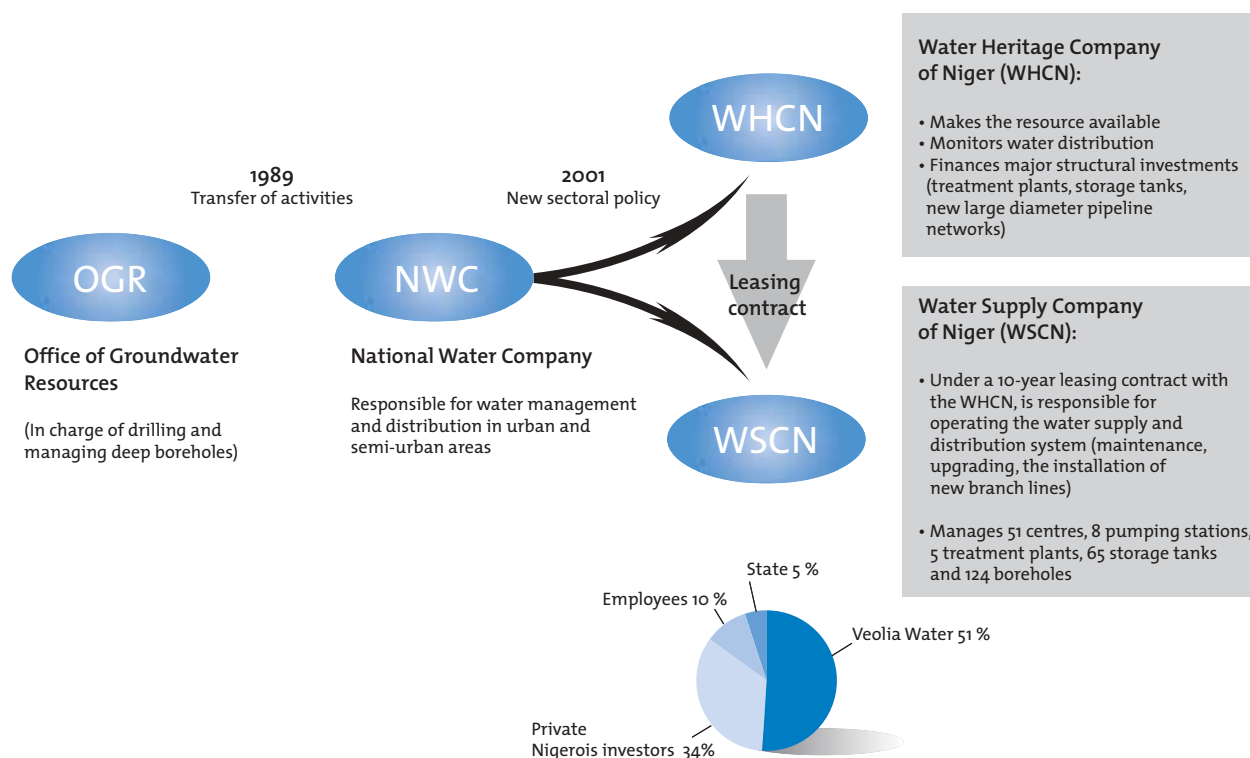 OGR
Office of Groundwater
Resources
(In charge of drilling and
managing deep boreholes)
1989
Transfer of activities
NWC
National Water Company
Responsible for water management
and distribution in urban and
semi-urban areas
2001
New sectoral policy
WHCN
Leasing
contract
WSCN
Water Heritage Company
of Niger (WHCN):
• Makes the resource available
• Monitors water distribution
• Finances major structural investments
(treatment plants, storage tanks,
new large diameter pipeline
networks)
Water Supply Company
of Niger (WSCN):
• Under a 10-year leasing contract with
the WHCN, is responsible for
operating the water supply and
distribution system (maintenance,
upgrading, the installation of
new branch lines)
• Manages 51 centres, 8 pumping stations,
5 treatment plants, 65 storage tanks
and 124 boreholes
State 5 %
Employees 10 %
Veolia Water 51 %
Private
Nigerois investors 34%